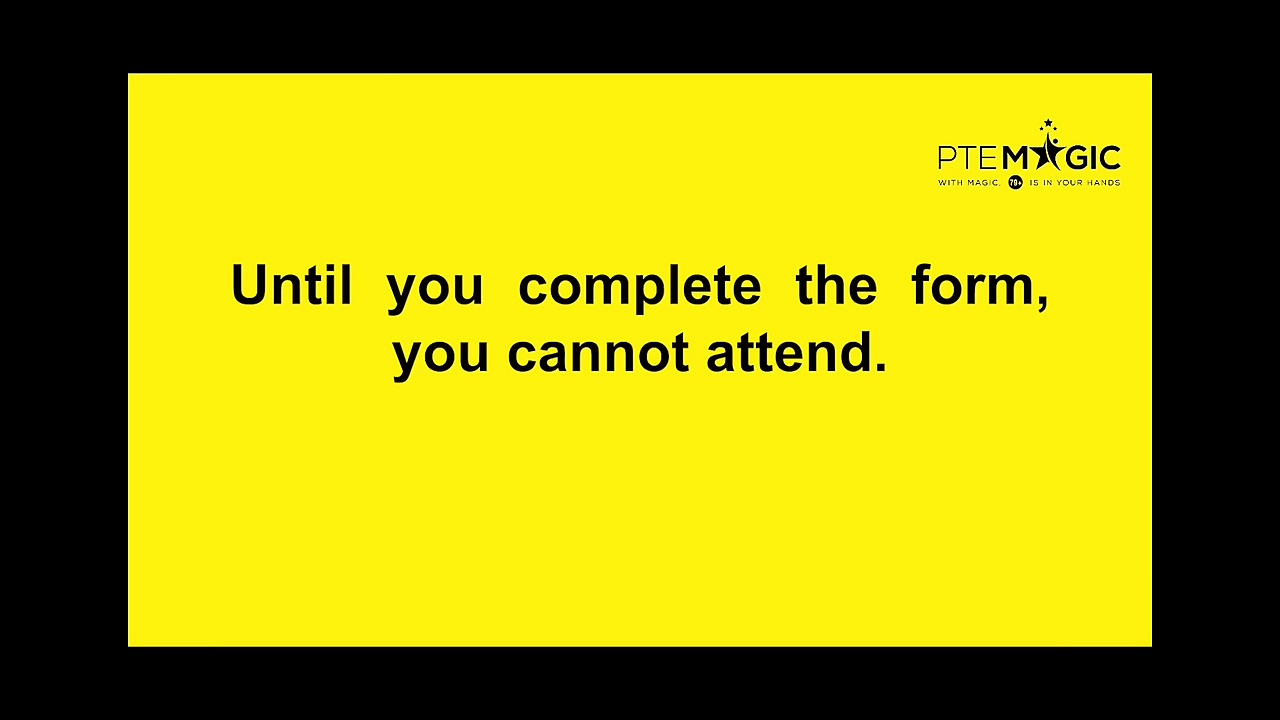 PTEMAGIC
WITH MAGIC, 79+ IS IN YOUR HANDS
Until you complete the form,
you cannot attend.